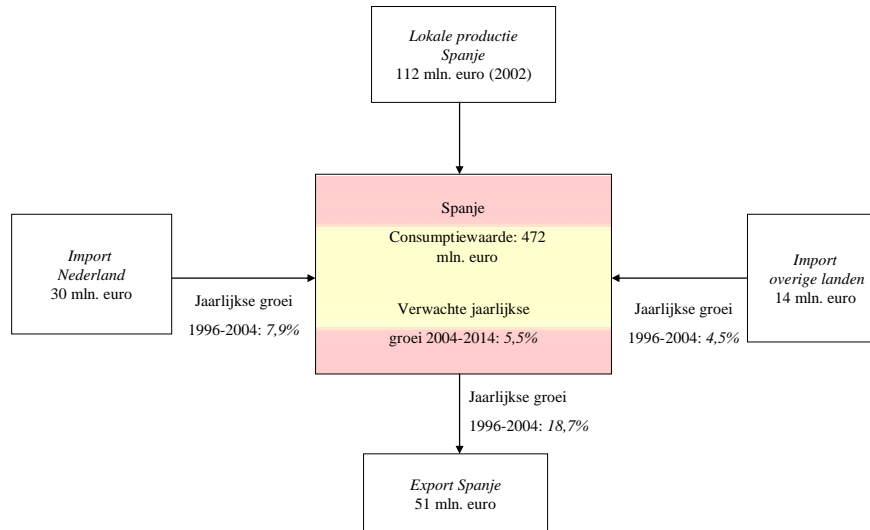 Lokale productie
Spanje
112 mln. euro (2002)
Spanje
Consumptiewaarde: 472
mln. euro
Verwachte jaarlijkse
groei 2004-2014: 5,5%
Import
Nederland
30 mln. euro
Jaarlijkse groei
1996-2004: 7,9%
Import
overige landen
14 mln. euro
Jaarlijkse groei
1996-2004: 4,5%
Jaarlijkse groei
1996-2004: 18,7%
Export Spanje
51 mln. euro